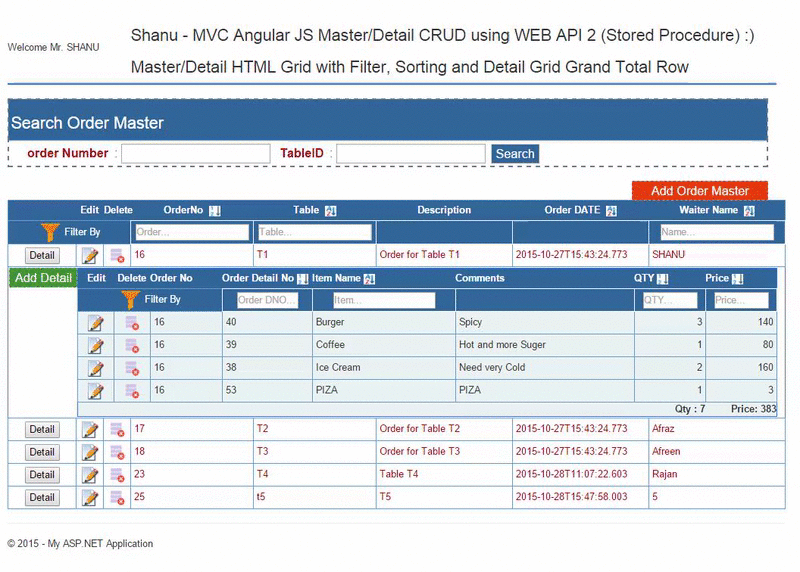 Welcome Mr. SHANU
Shanu - MVC Angular JS Master/Detail CRUD using WEB API 2 (Stored Procedure) :)
Master/Detail HTML Grid with Filter, Sorting and Detail Grid Grand Total Row
Search Order Master
order Number : TableID : Search
Add Order Master
Edit Delete OrderNo Table Description Order DATE Waiter Name
Filter By Order... Table... Name...
Detail 16 T1 Order for Table T1 2015-10-27T15:43:24.773 SHANU
Add Detail Edit Delete Order No Order Detail No Item Name Comments QTY Price
Filter By Order DNO... Item... QTY... Price...
16 40 Burger Spicy 3 140
16 39 Coffee Hot and more Suger 1 80
16 38 Ice Cream Need very Cold 2 160
16 53 PIZA PIZA 1 3
Qty : 7 Price: 383
Detail 17 T2 Order for Table T2 2015-10-27T15:43:24.773 Afraz
Detail 18 T3 Order for Table T3 2015-10-27T15:43:24.773 Afreen
Detail 23 T4 Table T4 2015-10-28T11:07:22.603 Rajan
Detail 25 t5 T5 2015-10-28T15:47:58.003 5
© 2015 - My ASP.NET Application